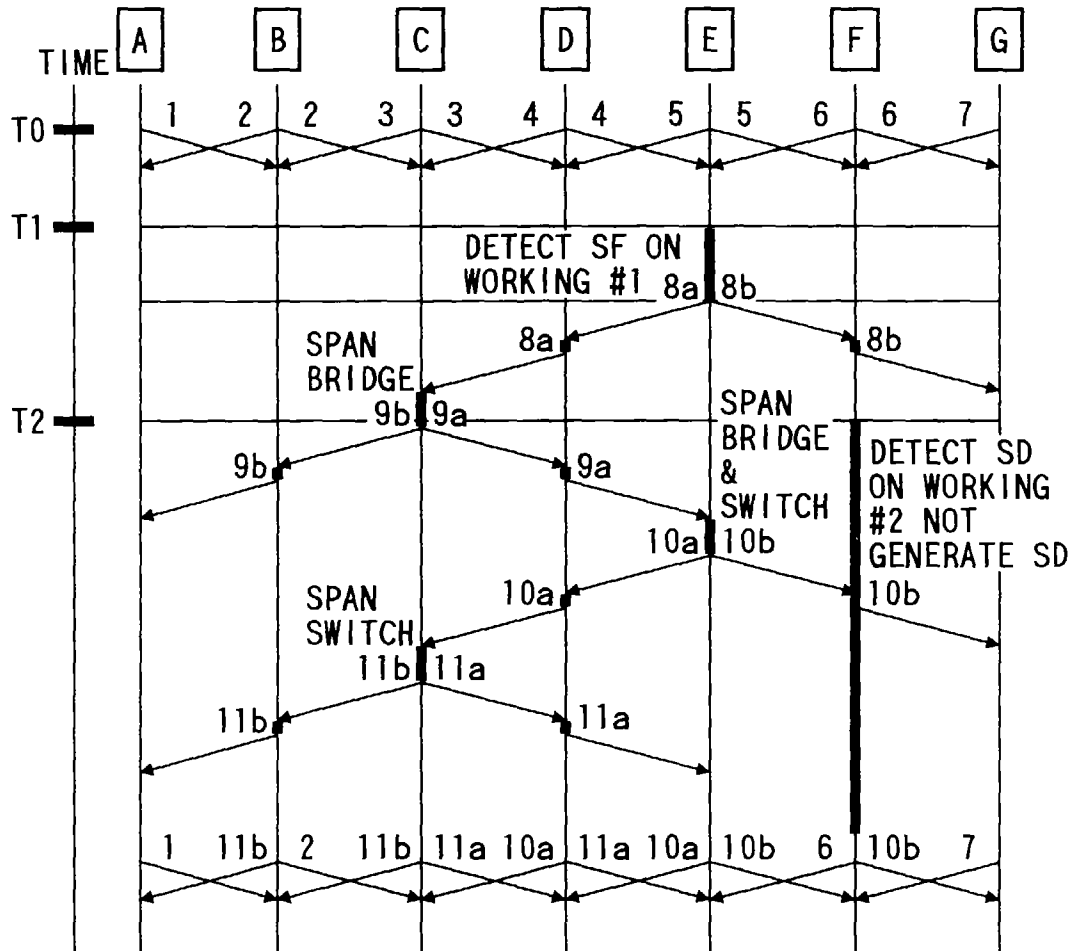 A B C D E F G
TIME
T0 1 2 2 3 3 4 4 5 5 6 6 7
T1
DETECT SF ON
WORKING #1 8a 8b
8a 8b
SPAN
BRIDGE
T2 9b 9a
SPAN
BRIDGE
&
SWITCH
9b 9a
DETECT SD
ON WORKING
#2 NOT
GENERATE SD
10a 10b
10a 10b
SPAN
SWITCH
11b 11a
11b 11a
1 11b 2 11b 11a 10a 11a 10a 10b 6 10b 7